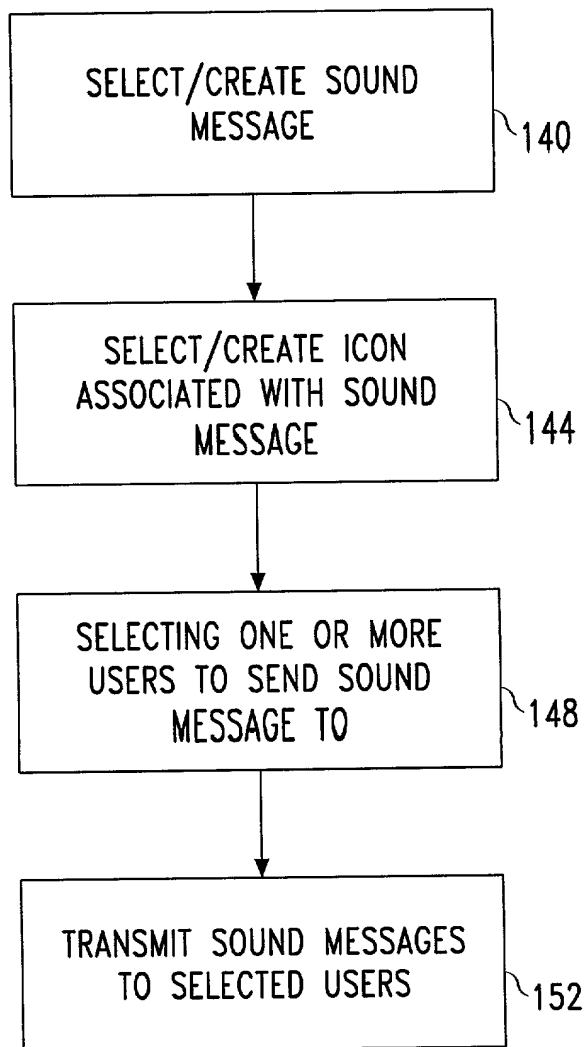 SELECT/CREATE SOUND
MESSAGE
140
SELECT/CREATE ICON
ASSOCIATED WITH SOUND
MESSAGE
144
SELECTING ONE OR MORE
USERS TO SEND SOUND
MESSAGE TO
148
TRANSMIT SOUND MESSAGES
TO SELECTED USERS
152